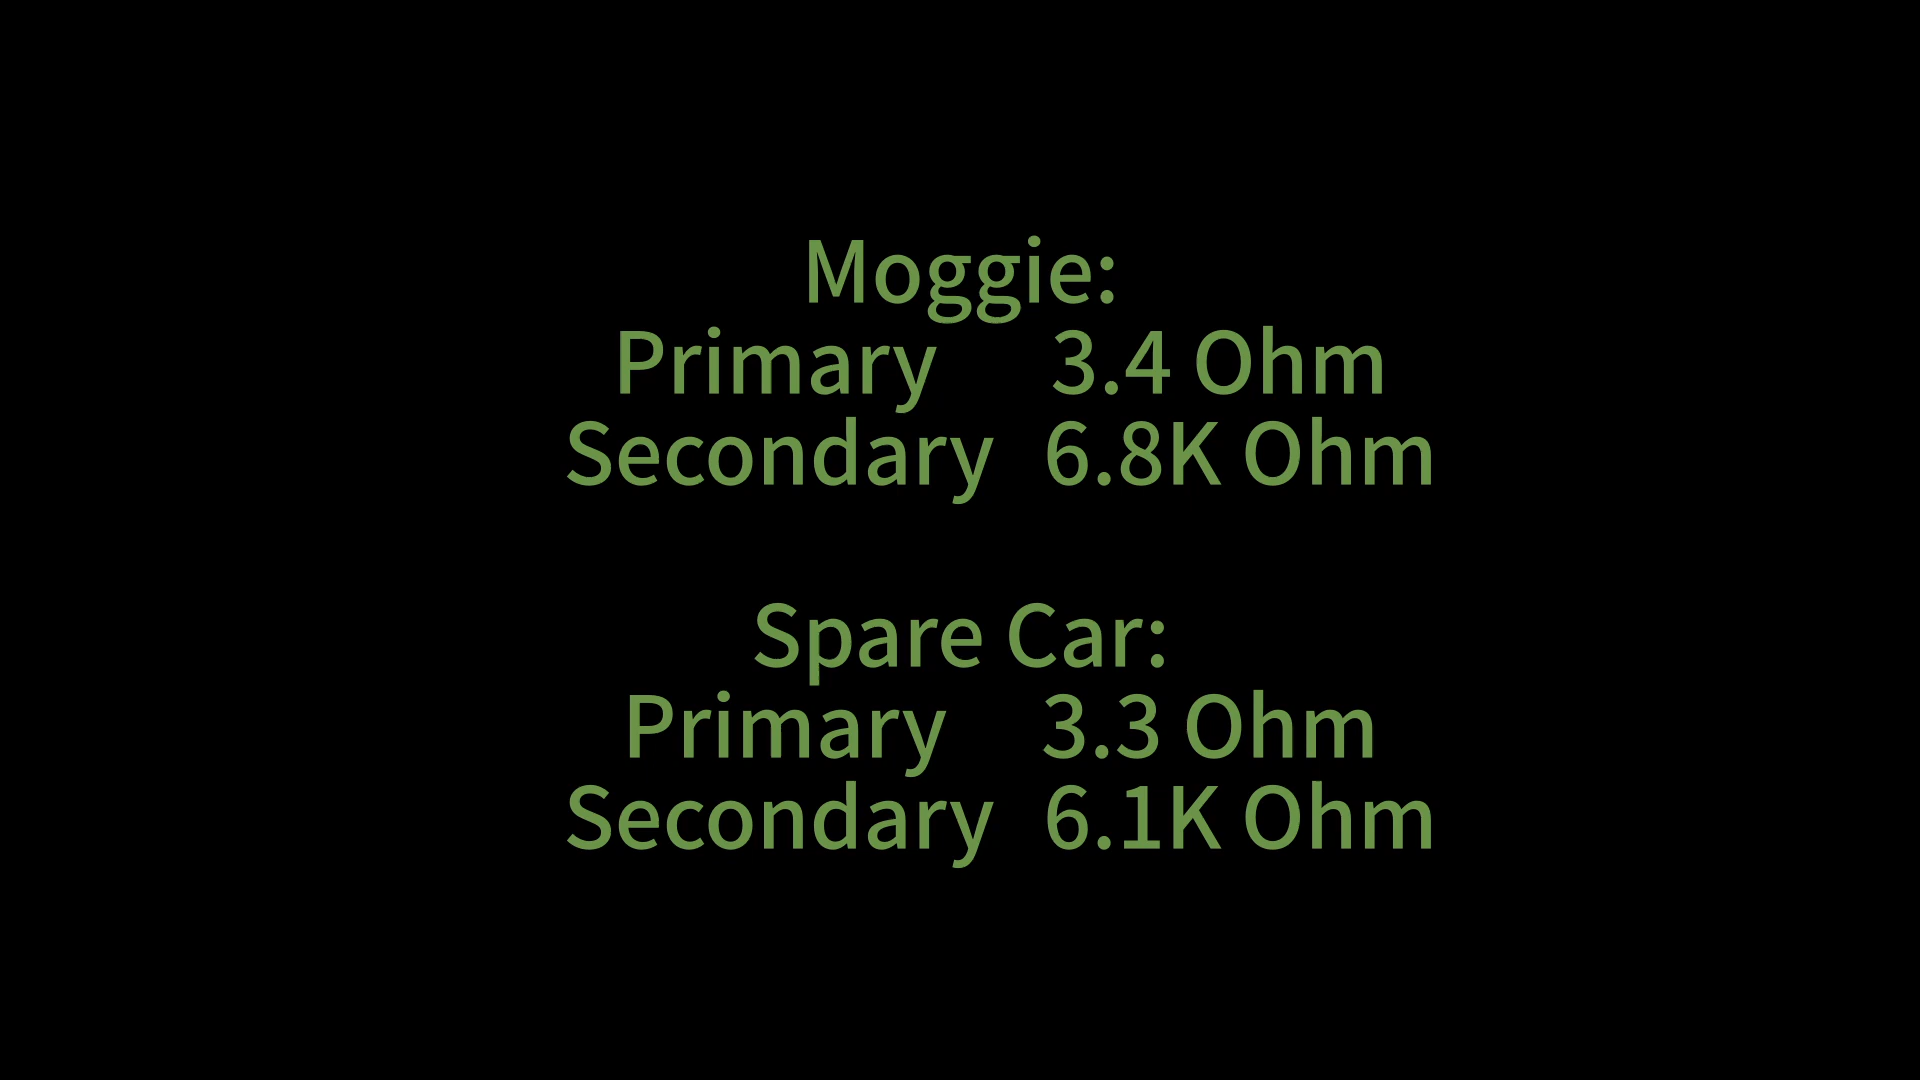 Moggie:
Primary 3.4 Ohm
Secondary 6.8K Ohm
Spare Car:
Primary 3.3 Ohm
Secondary 6.1K Ohm